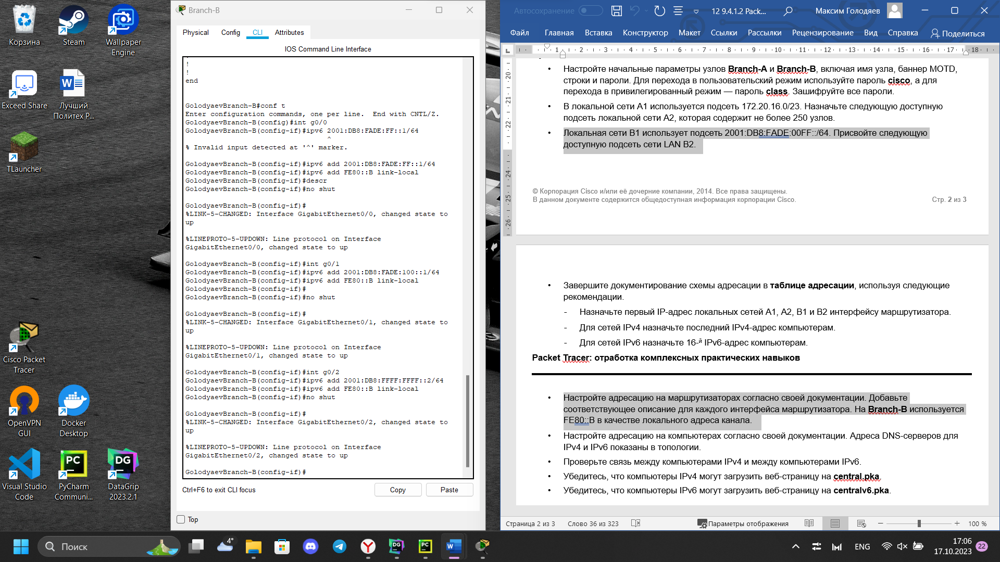 Корзина
Steam
Wallpaper
Engine
Exceed Share
Лучший
Политех Р...
TLauncher
Cisco Packet
Tracer
OpenVPN
GUI
Docker
Desktop
Visual Studio
Code
PyCharm
Communi...
DataGrip
2023.2.1
Branch-B
Physical Config CLI Attributes
IOS Command Line Interface
!
!
end
GolodyaevBranch-B#conf t
Enter configuration commands, one per line.  End with CNTL/Z.
GolodyaevBranch-B(config)#int g0/0
GolodyaevBranch-B(config-if)#ipv6 2001:DB8:FADE:FF::1/64
^
% Invalid input detected at '^' marker.
GolodyaevBranch-B(config-if)#ipv6 add 2001:DB8:FADE:FF::1/64
GolodyaevBranch-B(config-if)#ipv6 add FE80::B link-local
GolodyaevBranch-B(config-if)#descr
GolodyaevBranch-B(config-if)#no shut
GolodyaevBranch-B(config-if)#
%LINK-5-CHANGED: Interface GigabitEthernet0/0, changed state to
up
%LINEPROTO-5-UPDOWN: Line protocol on Interface
GigabitEthernet0/0, changed state to up
GolodyaevBranch-B(config-if)#int g0/1
GolodyaevBranch-B(config-if)#ipv6 add 2001:DB8:FADE:100::1/64
GolodyaevBranch-B(config-if)#ipv6 add FE80::B link-local
GolodyaevBranch-B(config-if)#
GolodyaevBranch-B(config-if)#no shut
GolodyaevBranch-B(config-if)#
%LINK-5-CHANGED: Interface GigabitEthernet0/1, changed state to
up
%LINEPROTO-5-UPDOWN: Line protocol on Interface
GigabitEthernet0/1, changed state to up
GolodyaevBranch-B(config-if)#int g0/2
GolodyaevBranch-B(config-if)#ipv6 add 2001:DB8:FFFF:FFFF::2/64
GolodyaevBranch-B(config-if)#ipv6 add FE80::B link-local
GolodyaevBranch-B(config-if)#no shut
GolodyaevBranch-B(config-if)#
%LINK-5-CHANGED: Interface GigabitEthernet0/2, changed state to
up
%LINEPROTO-5-UPDOWN: Line protocol on Interface
GigabitEthernet0/2, changed state to up
GolodyaevBranch-B(config-if)#
Ctrl+F6 to exit CLI focus
Copy Paste
Top
Автосохранение 12 9.4.1.2 Pack... Максим Голодяев
Файл Главная Вставка Конструктор Макет Ссылки Рассылки Рецензирование Вид Справка Поделиться
1 2 3 4 5 6 7 8 9 10 11 12 13 14 15 16 17 18
20
21
22
24
25
26
• Настройте начальные параметры узлов Branch-A и Branch-B, включая имя узла, баннер MOTD,
строки и пароли. Для перехода в пользовательский режим используйте пароль cisco, а для
перехода в привилегированный режим — пароль class. Зашифруйте все пароли.
• В локальной сети A1 используется подсеть 172.20.16.0/23. Назначьте следующую доступную
подсеть локальной сети A2, которая содержит не более 250 узлов.
• Локальная сети B1 использует подсеть 2001:DB8:FADE:00FF::/64. Присвойте следующую
доступную подсеть сети LAN B2.
© Корпорация Cisco и/или её дочерние компании, 2014. Все права защищены.
В данном документе содержится общедоступная информация корпорации Cisco. Стр. 2 из 3
• Завершите документирование схемы адресации в таблице адресации, используя следующие
рекомендации.
- Назначьте первый IP-адрес локальных сетей A1, A2, B1 и B2 интерфейсу маршрутизатора.
- Для сетей IPv4 назначьте последний IPv4-адрес компьютерам.
- Для сетей IPv6 назначьте 16-й IPv6-адрес компьютерам.
Packet Tracer: отработка комплексных практических навыков
• Настройте адресацию на маршрутизаторах согласно своей документации. Добавьте
соответствующее описание для каждого интерфейса маршрутизатора. На Branch-B используется
FE80::B в качестве локального адреса канала.
• Настройте адресацию на компьютерах согласно своей документации. Адреса DNS-серверов для
IPv4 и IPv6 показаны в топологии.
• Проверьте связь между компьютерами IPv4 и между компьютерами IPv6.
• Убедитесь, что компьютеры IPv4 могут загрузить веб-страницу на central.pka.
• Убедитесь, что компьютеры IPv6 могут загрузить веб-страницу на centralv6.pka.
Страница 2 из 3 Слово 36 из 323 Параметры отображения 100 %
Поиск 4° ENG 17:06
17.10.2023 22